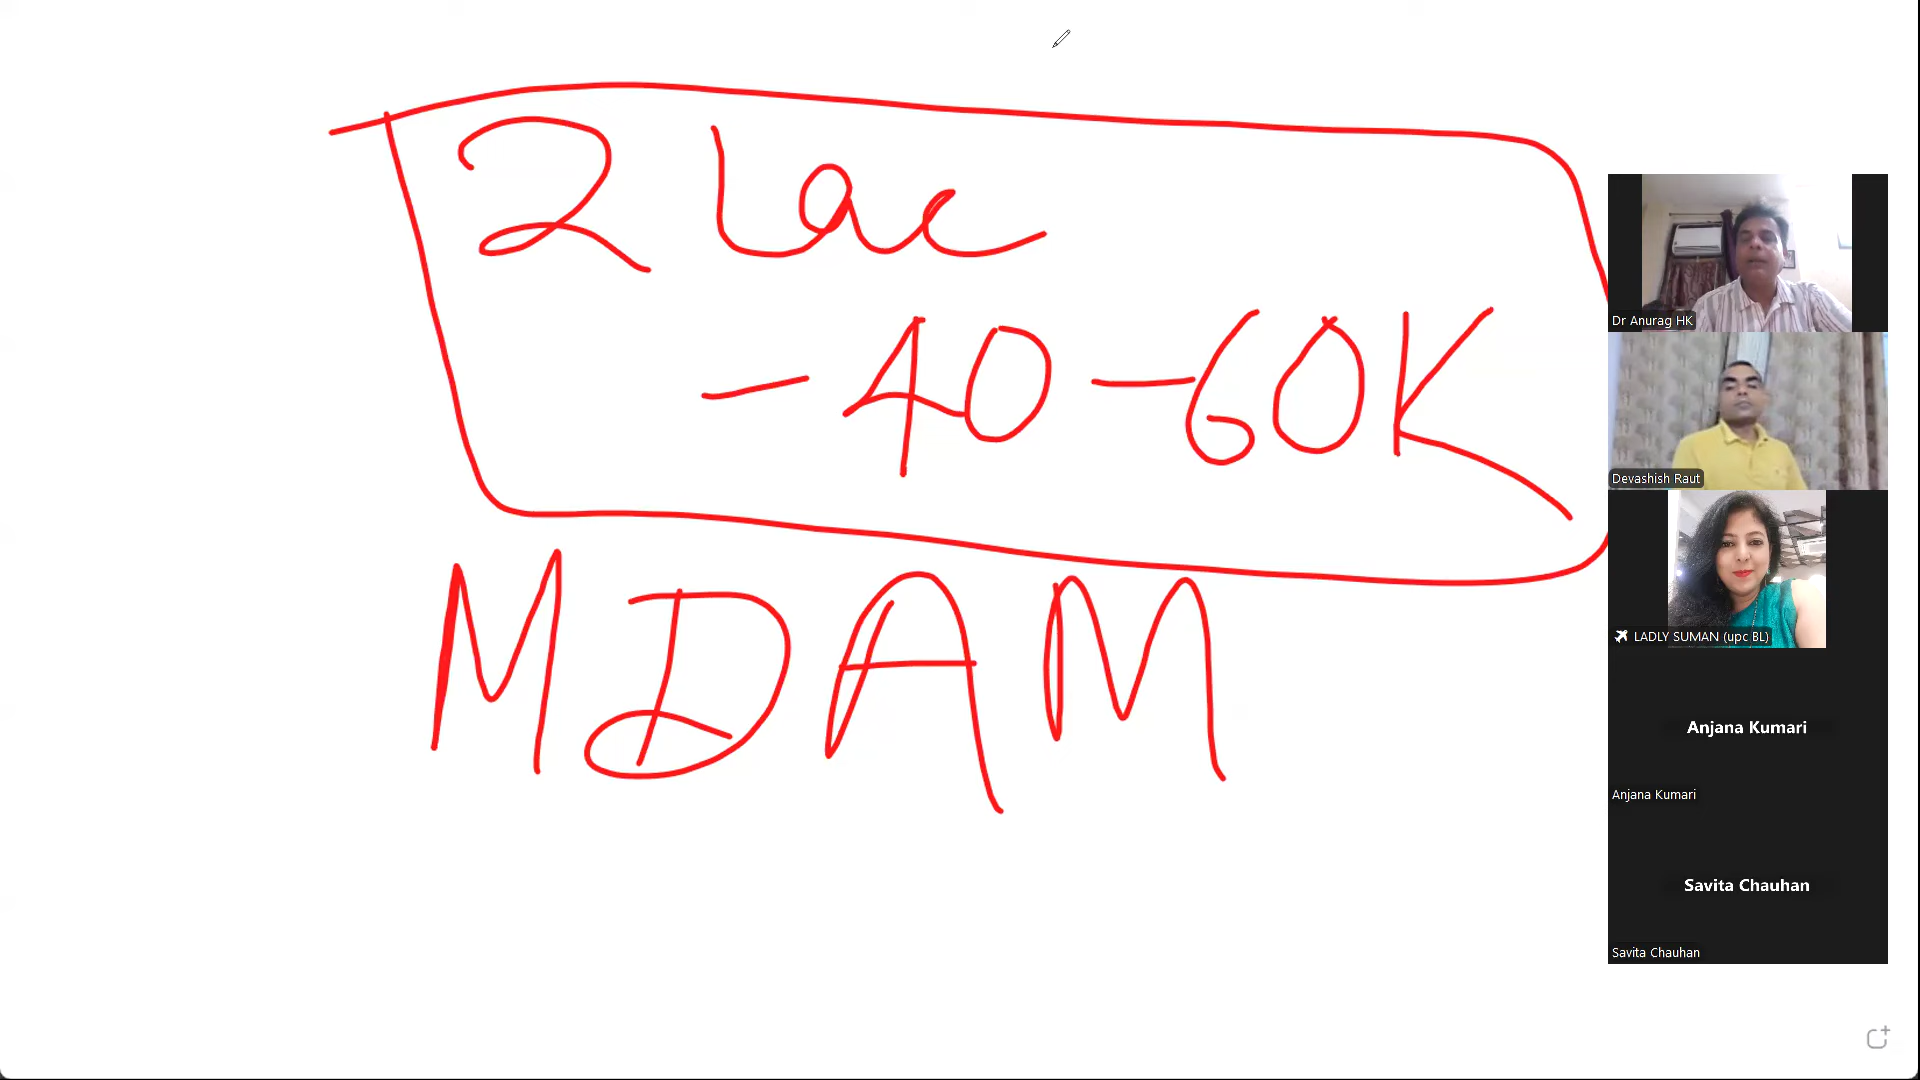 2 Lac
- 40 - 60K
MDAM
Dr Anurag HK
Devashish Raut
LADLY SUMAN (upc BL)
Anjana Kumari
Anjana Kumari
Savita Chauhan
Savita Chauhan